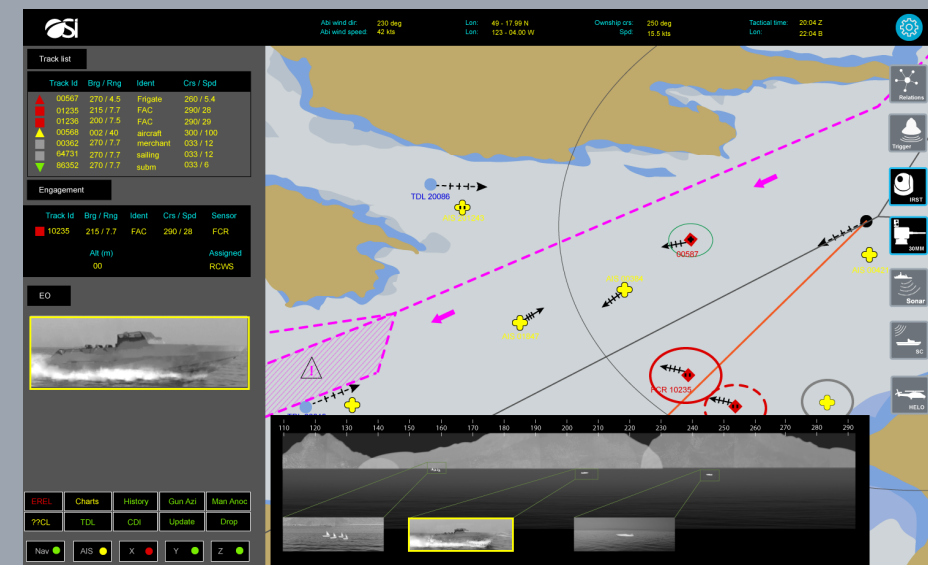 OSI
Abi wind dir: 230 deg Lon: 49 - 17.99 N Ownship crs: 250 deg Tactical time: 20:04 Z
Abi wind speed: 42 kts Lon: 123 - 04.00 W Spd: 15.5 kts Lon: 22:04 B
Track list
Track Id Brg / Rng Ident Crs / Spd
00567 270 / 4.5 Frigate 260 / 5.4
01235 215 / 7.7 FAC 290/ 28
01236 200 / 7.5 FAC 290/ 29
00568 002 / 40 aircraft 300 / 100
00362 270 / 7.7 merchant 033 / 12
64731 270 / 7.7 sailing 033 / 12
86352 270 / 7.7 subm 033 / 6
Engagement
Track Id Brg / Rng Ident Crs / Spd Sensor
10235 215 / 7.7 FAC 290 / 28 FCR
Alt (m) Assigned
00 RCWS
EO
EREL Charts History Gun Azi Man Anoc
??CL TDL CDI Update Drop
Nav AIS X Y Z
TDL 20086
00587
FCR 10235
!
Relations
Trigger
IRST
30MM
Sonar
NC
HELO
110 120 130 140 150 160 170 180 190 200 210 220 230 240 250 260 270 280 290